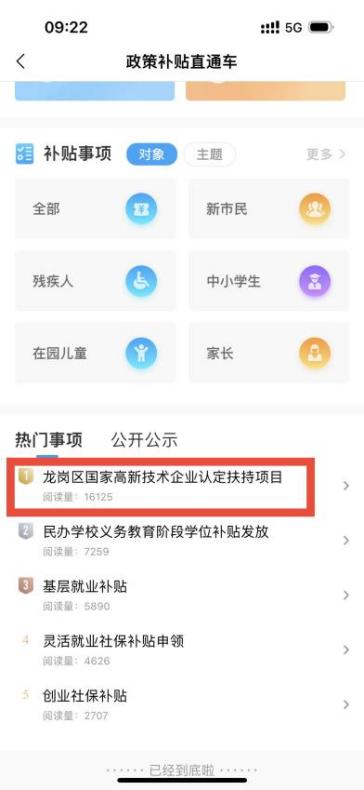 09:22
5G
政策补贴直通车
补贴事项
对象
主题
更多
全部
新市民
残疾人
中小学生
在园儿童
家长
热门事项
公开公示
1
龙岗区国家高新技术企业认定扶持项目
阅读量：16125
2
民办学校义务教育阶段学位补贴发放
阅读量：7259
3
基层就业补贴
阅读量：5890
4
灵活就业社保补贴申领
阅读量：4626
5
创业社保补贴
阅读量：2707
······ 已经到底啦 ······